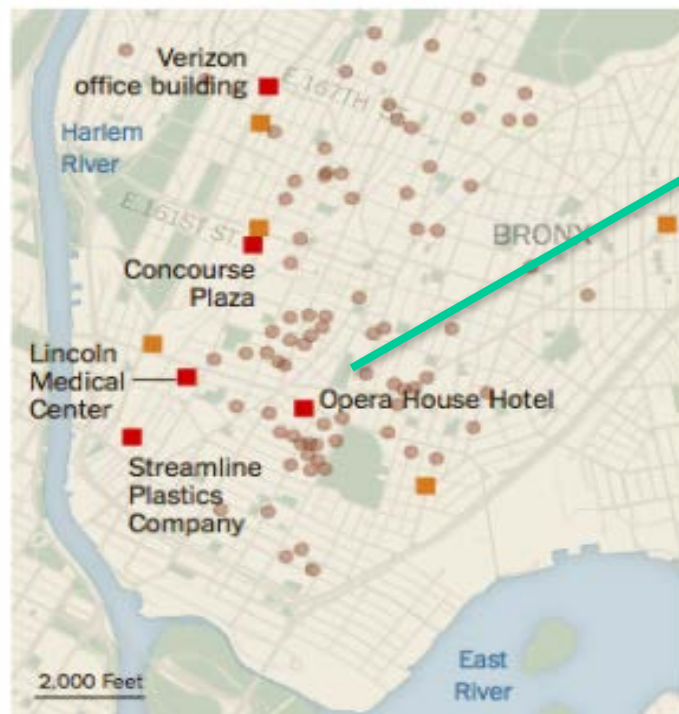 Verizon
office building
E. 167TH ST.
Harlem
River
E. 161ST ST.
BRONX
Concourse
Plaza
Lincoln
Medical
Center
Opera House Hotel
Streamline
Plastics
Company
East
River
2,000 Feet